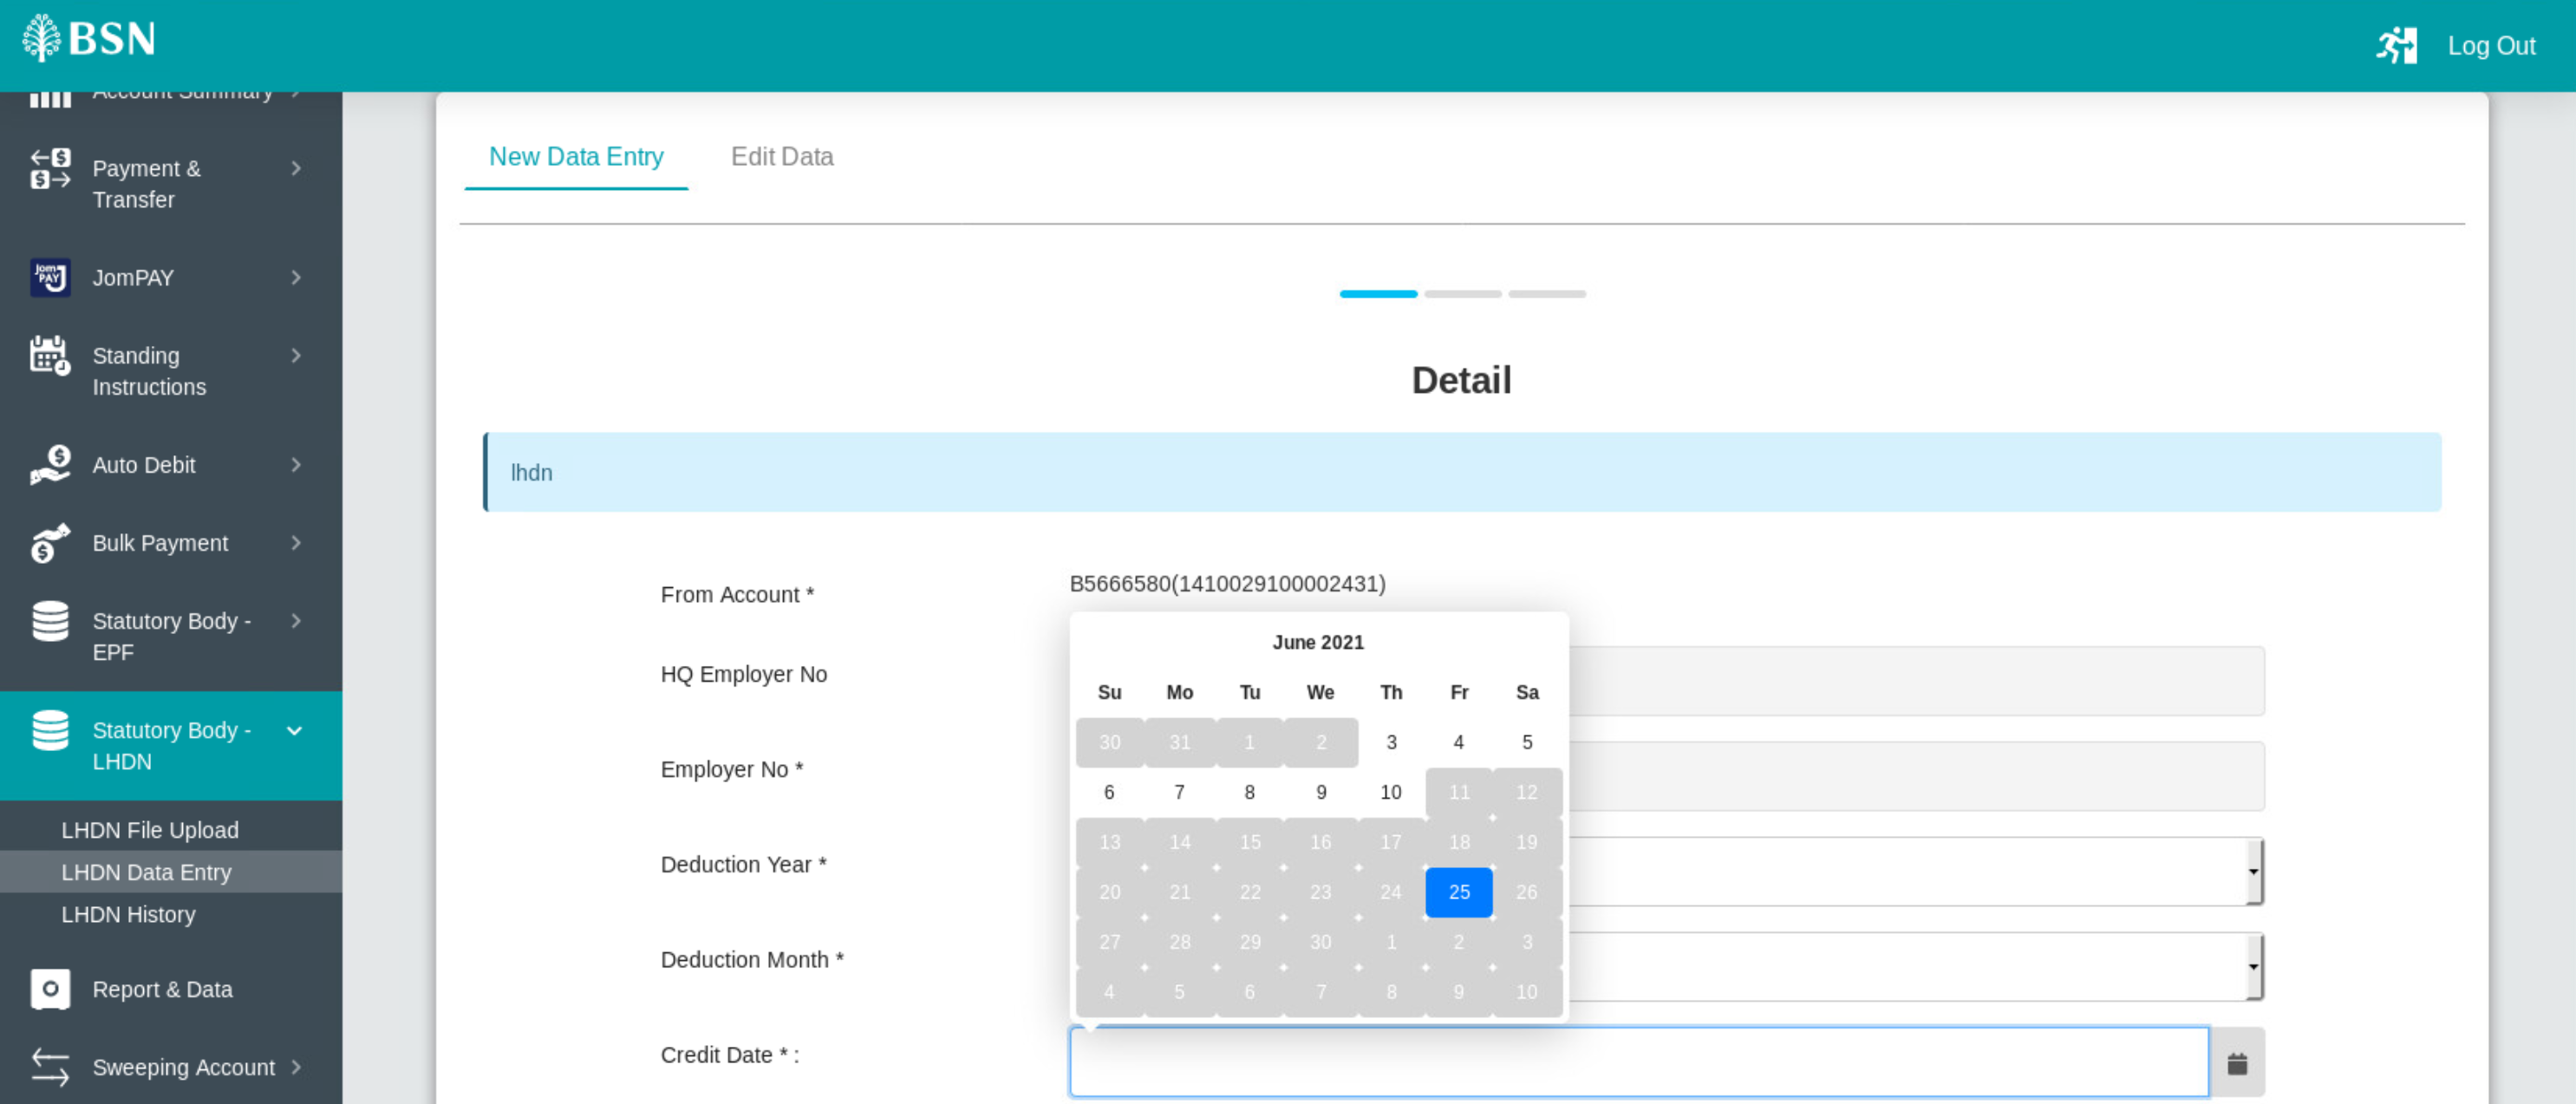 BSN
Log Out
Account Summary
Payment &
Transfer
JomPAY
Standing
Instructions
Auto Debit
Bulk Payment
Statutory Body -
EPF
Statutory Body -
LHDN
LHDN File Upload
LHDN Data Entry
LHDN History
Report & Data
Sweeping Account
New Data Entry
Edit Data
Detail
lhdn
From Account *
B5666580(1410029100002431)
HQ Employer No
Employer No *
Deduction Year *
Deduction Month *
Credit Date * :
June 2021
Su Mo Tu We Th Fr Sa
30 31 1 2 3 4 5
6 7 8 9 10 11 12
13 14 15 16 17 18 19
20 21 22 23 24 25 26
27 28 29 30 1 2 3
4 5 6 7 8 9 10